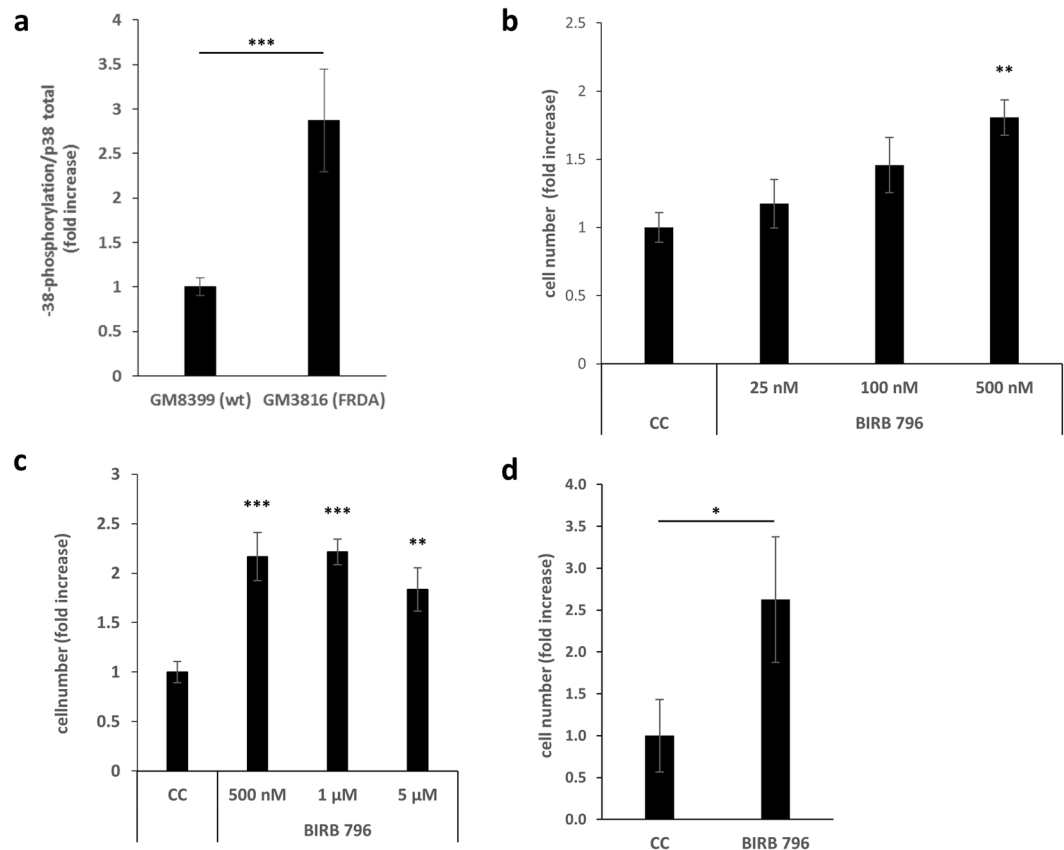 a
-38-phosphorylation/p38 total
(fold increase)
4
3.5
3
2.5
2
1.5
1
0.5
0
***
GM8399 (wt) GM3816 (FRDA)
b
cell number (fold increase)
2.5
2
1.5
1
0.5
0
**
25 nM 100 nM 500 nM
CC BIRB 796
c
cellnumber (fold increase)
3
2.5
2
1.5
1
0.5
0
*** *** **
CC 500 nM 1 µM 5 µM
BIRB 796
d
cell number (fold increase)
4.0
3.5
3.0
2.5
2.0
1.5
1.0
0.5
0.0
*
CC BIRB 796